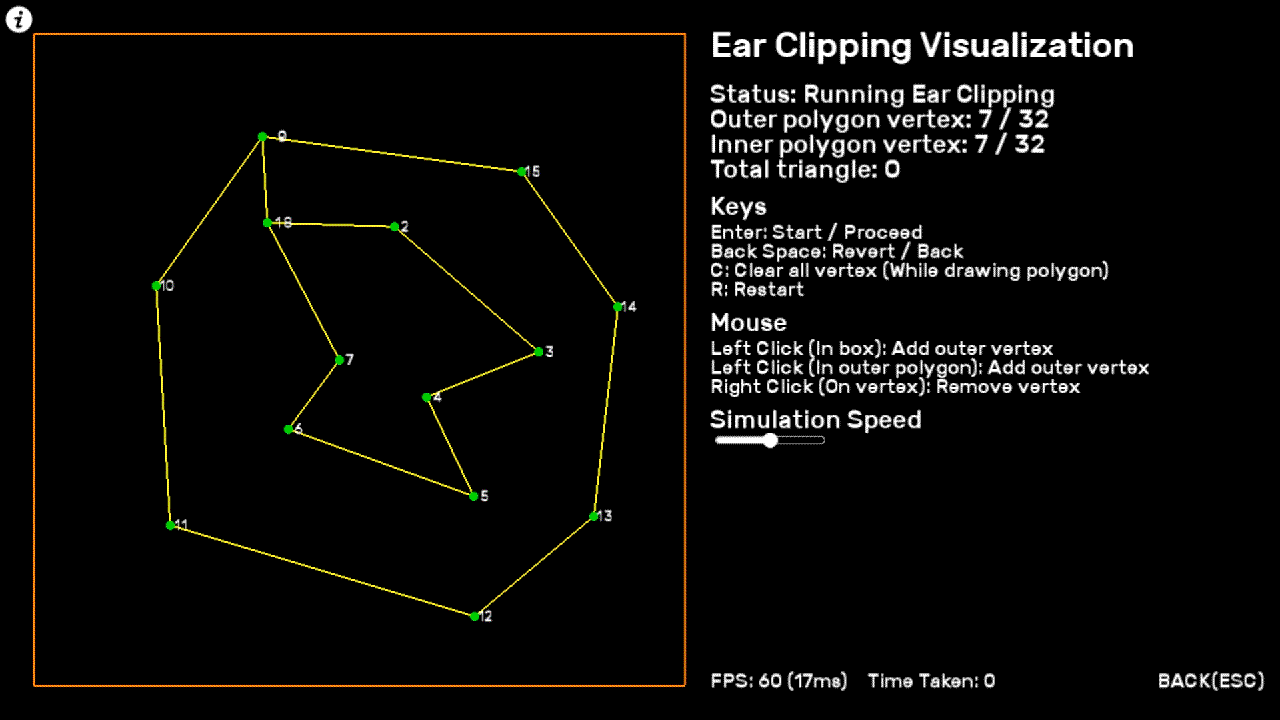 i
Ear Clipping Visualization
Status: Running Ear Clipping
Outer polygon vertex: 7 / 32
Inner polygon vertex: 7 / 32
Total triangle: 0
Keys
Enter: Start / Proceed
Back Space: Revert / Back
C: Clear all vertex (While drawing polygon)
R: Restart
Mouse
Left Click (In box): Add outer vertex
Left Click (In outer polygon): Add outer vertex
Right Click (On vertex): Remove vertex
Simulation Speed
15
2
10
14
3
7
4
6
5
13
11
12
FPS: 60 (17ms) Time Taken: 0
BACK(ESC)